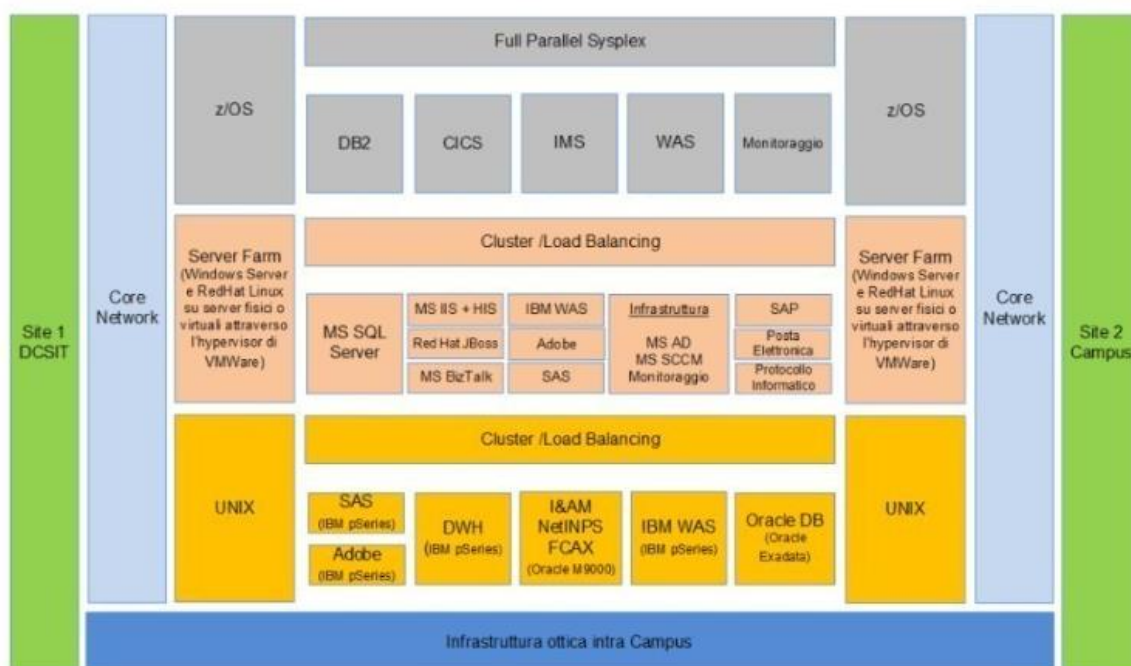 Full Parallel Sysplex
z/OS
DB2
CICS
IMS
WAS
Monitoraggio
z/OS
Site 1
DCSIT
Core
Network
Server Farm
(Windows Server
e RedHat Linux
su server fisici o
virtuali attraverso
l'hypervisor di
VMWare)
Cluster /Load Balancing
MS SQL
Server
MS IIS + HIS
Red Hat JBoss
MS BizTalk
IBM WAS
Adobe
SAS
Infrastruttura
MS AD
MS SCCM
Monitoraggio
SAP
Posta
Elettronica
Protocollo
Informatico
Server Farm
(Windows Server
e RedHat Linux
su server fisici o
virtuali attraverso
l'hypervisor di
VMWare)
Core
Network
Site 2
Campus
Cluster /Load Balancing
UNIX
SAS
(IBM pSeries)
Adobe
(IBM pSeries)
DWH
(IBM pSeries)
I&AM
NetINPS
FCAX
(Oracle M9000)
IBM WAS
(IBM pSeries)
Oracle DB
(Oracle
Exadata)
UNIX
Infrastruttura ottica intra Campus